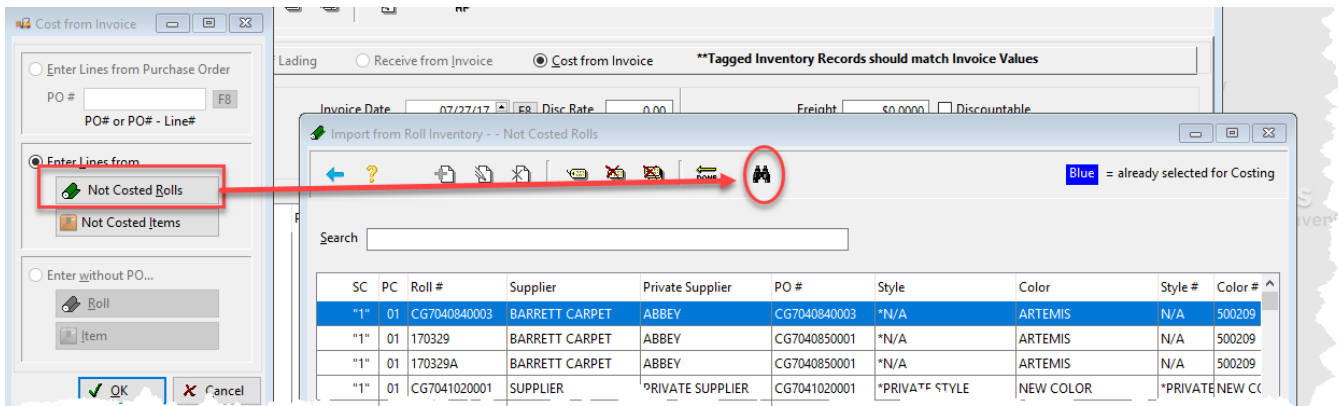 Cost from Invoice
RF
Enter Lines from Purchase Order
PO #
F8
PO# or PO# - Line#
Enter Lines from
Not Costed Rolls
Not Costed Items
Enter without PO...
Roll
Item
OK
Cancel
Lading
Receive from Invoice
Cost from Invoice
**Tagged Inventory Records should match Invoice Values
Invoice Date 07/27/17 F8 Disc Rate 0.00 Freight $0.0000 Discountable
Import from Roll Inventory - - Not Costed Rolls
DONE
Blue = already selected for Costing
Search
SC PC Roll # Supplier Private Supplier PO # Style Color Style # Color #
"1" 01 CG7040840003 BARRETT CARPET ABBEY CG7040840003 *N/A ARTEMIS N/A 500209
"1" 01 170329 BARRETT CARPET ABBEY CG7040850001 *N/A ARTEMIS N/A 500209
"1" 01 170329A BARRETT CARPET ABBEY CG7040850001 *N/A ARTEMIS N/A 500209
"1" 01 CG7041020001 SUPPLIER PRIVATE SUPPLIER CG7041020001 *PRIVATE STYLE NEW COLOR *PRIVATE NEW CO